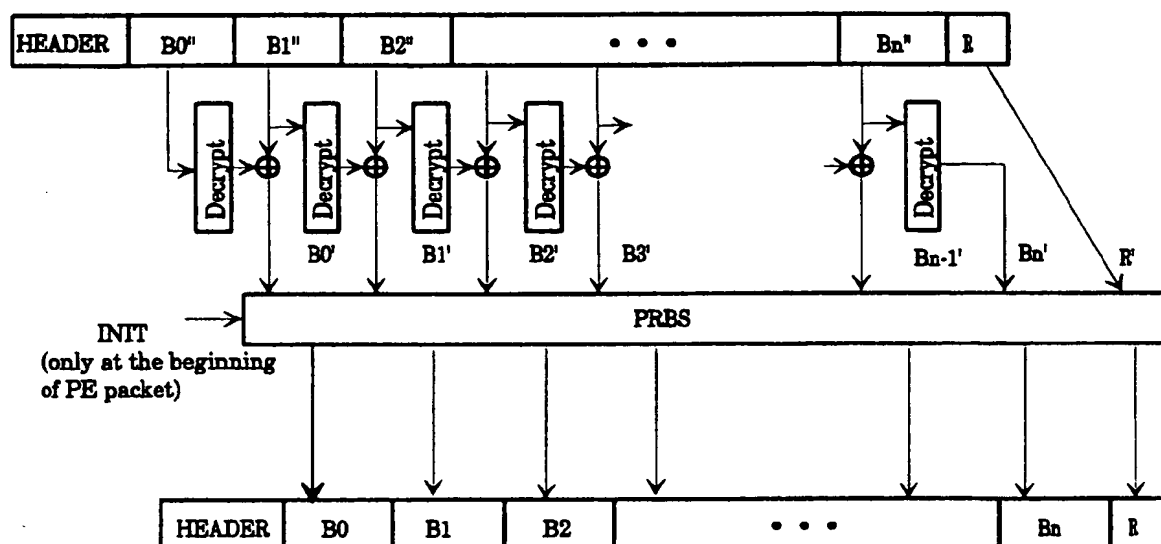 HEADER B0" B1" B2" • • • Bn" R
Decrypt Decrypt Decrypt Decrypt Decrypt
B0' B1' B2' B3' Bn-1' Bn' R'
PRBS
INIT
(only at the beginning
of PE packet)
HEADER B0 B1 B2 • • • Bn R